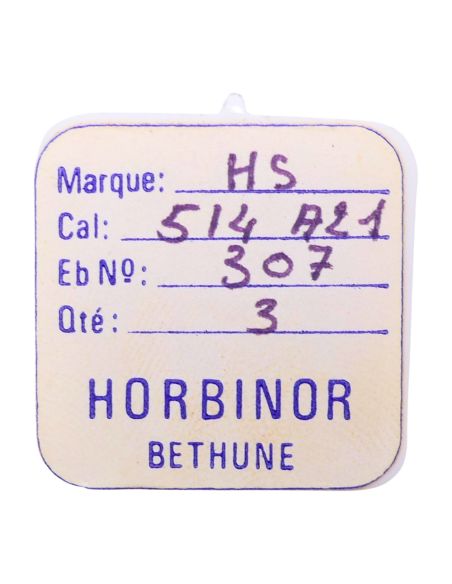 Marque: HS
Cal: 514 A21
Eb Nº: 307
Qté: 3
HORBINOR
BETHUNE